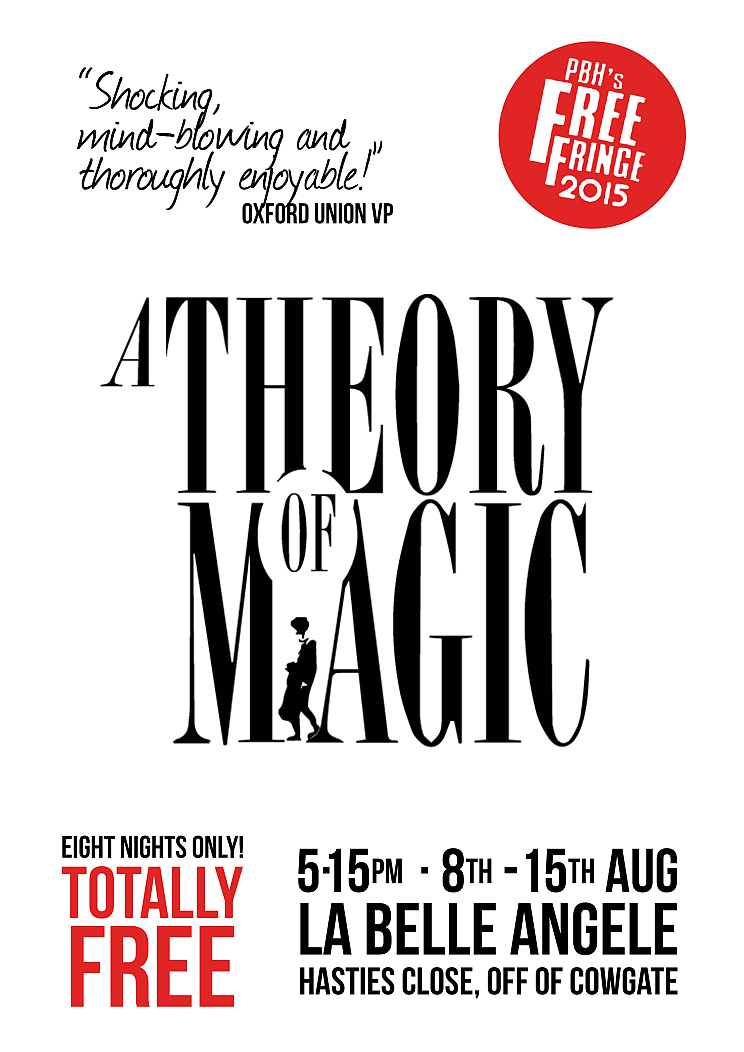 “Shocking,
mind-blowing and
thoroughly enjoyable!”
OXFORD UNION VP
PBH's
FREE
FRINGE
2015
A THEORY
OF
MAGIC
EIGHT NIGHTS ONLY!
TOTALLY
FREE
5·15PM · 8TH - 15TH AUG
LA BELLE ANGELE
HASTIES CLOSE, OFF OF COWGATE